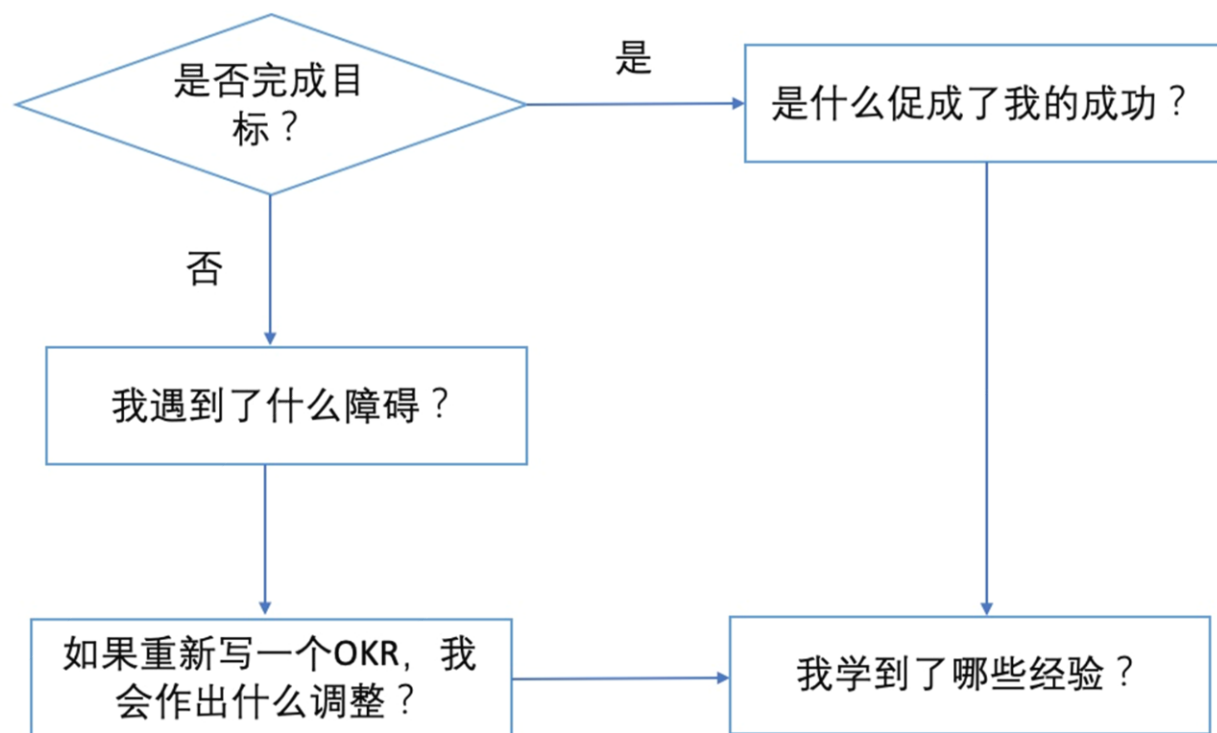 是否完成目
标？
是
是什么促成了我的成功？
否
我遇到了什么障碍？
如果重新写一个OKR，我
会作出什么调整？
我学到了哪些经验？